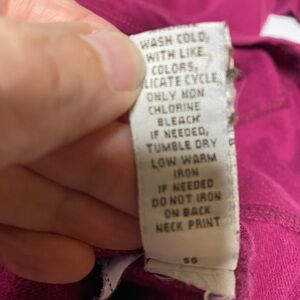 WASH COLD,
WITH LIKE
COLORS,
LICATE CYCLE,
ONLY NON
CHLORINE
BLEACH
IF NEEDED,
TUMBLE DRY
LOW WARM
IRON
IF NEEDED
DO NOT IRON
ON BACK
NECK PRINT